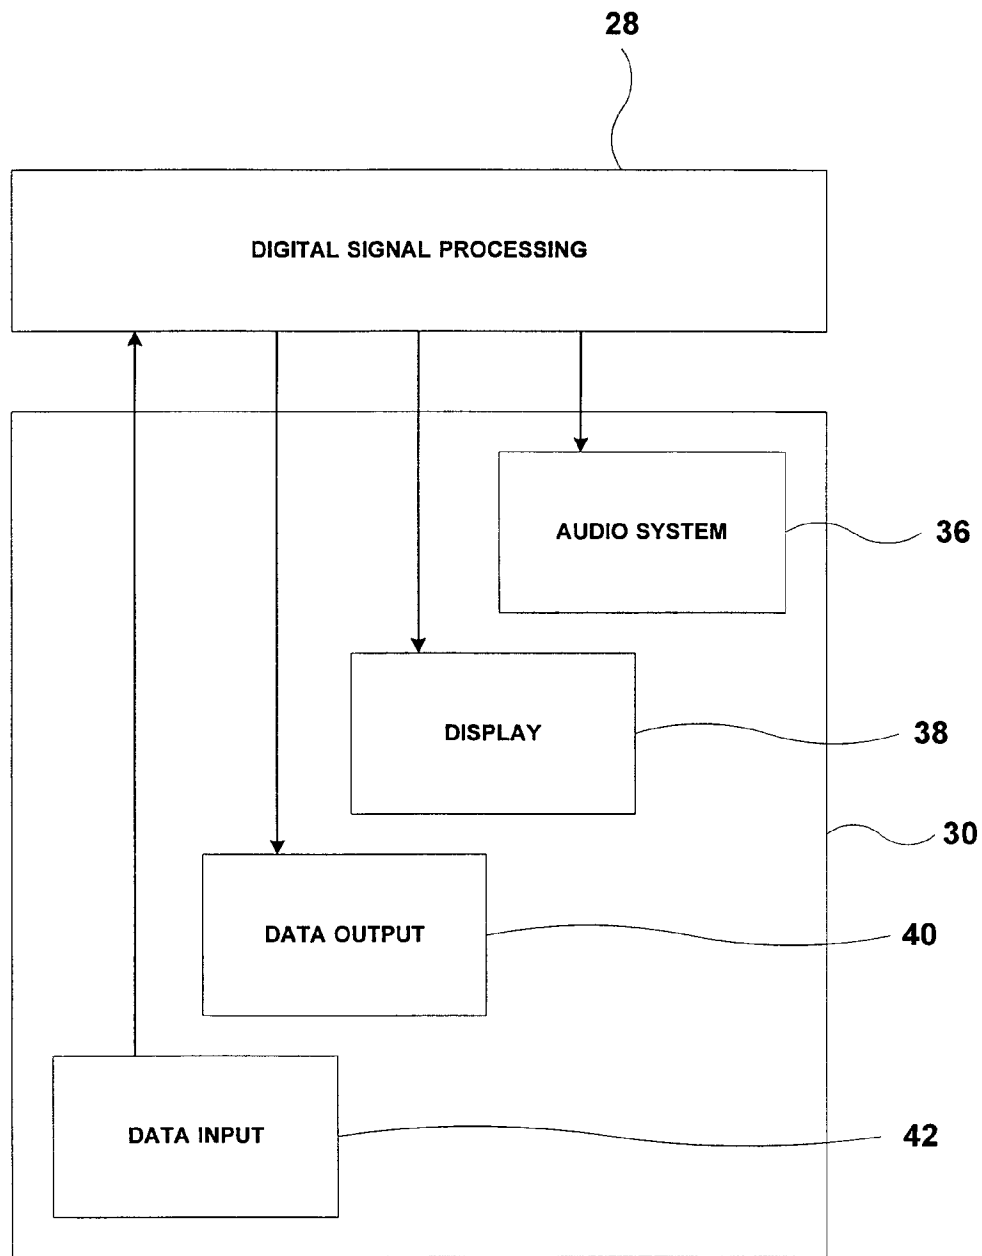 28
DIGITAL SIGNAL PROCESSING
AUDIO SYSTEM
36
DISPLAY
38
30
DATA OUTPUT
40
DATA INPUT
42